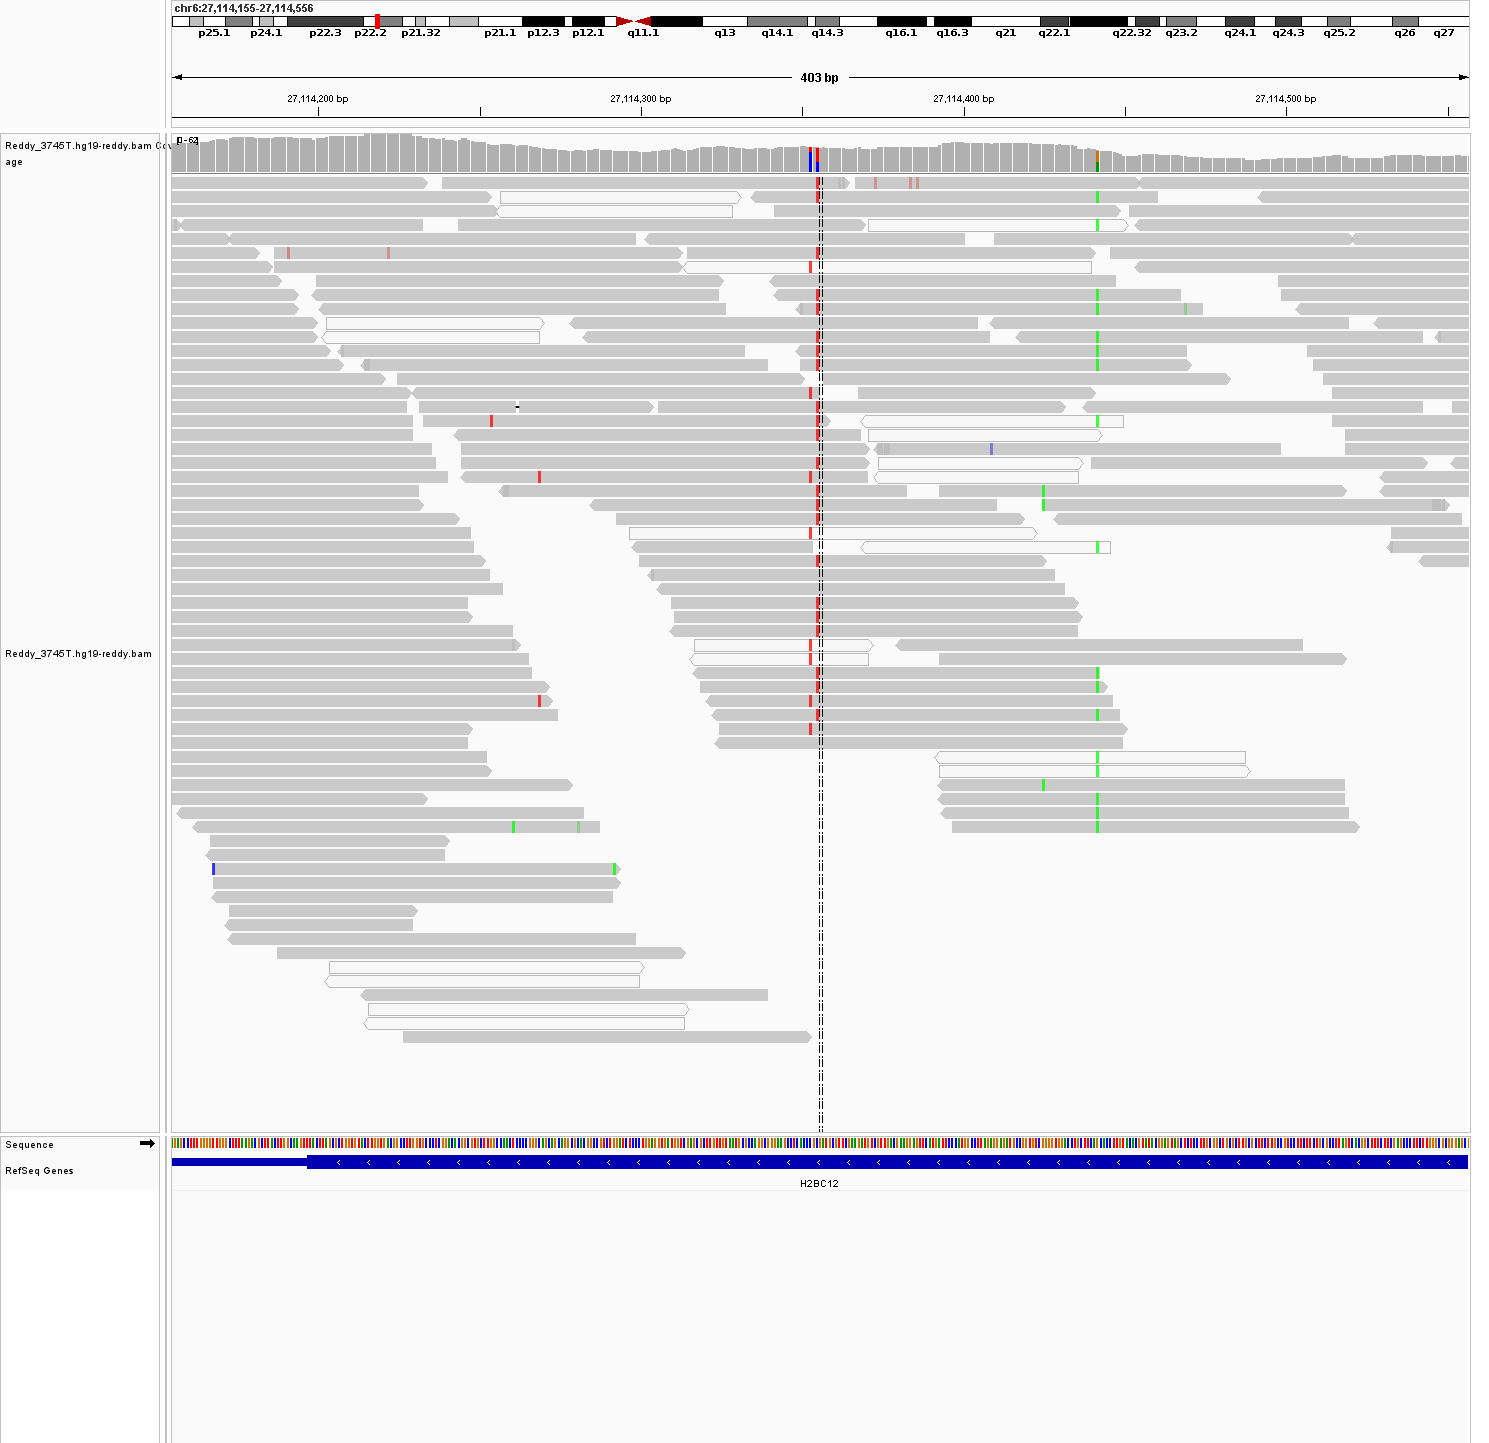 chr6:27,114,155-27,114,556
p25.1 p24.1 p22.3 p22.2 p21.32 p21.1 p12.3 p12.1 q11.1 q13 q14.1 q14.3 q16.1 q16.3 q21 q22.1 q22.32 q23.2 q24.1 q24.3 q25.2 q26 q27
403 bp
27,114,200 bp 27,114,300 bp 27,114,400 bp 27,114,500 bp
Reddy_3745T.hg19-reddy.bam Cov
age
[0-62]
Reddy_3745T.hg19-reddy.bam
Sequence
RefSeq Genes
H2BC12